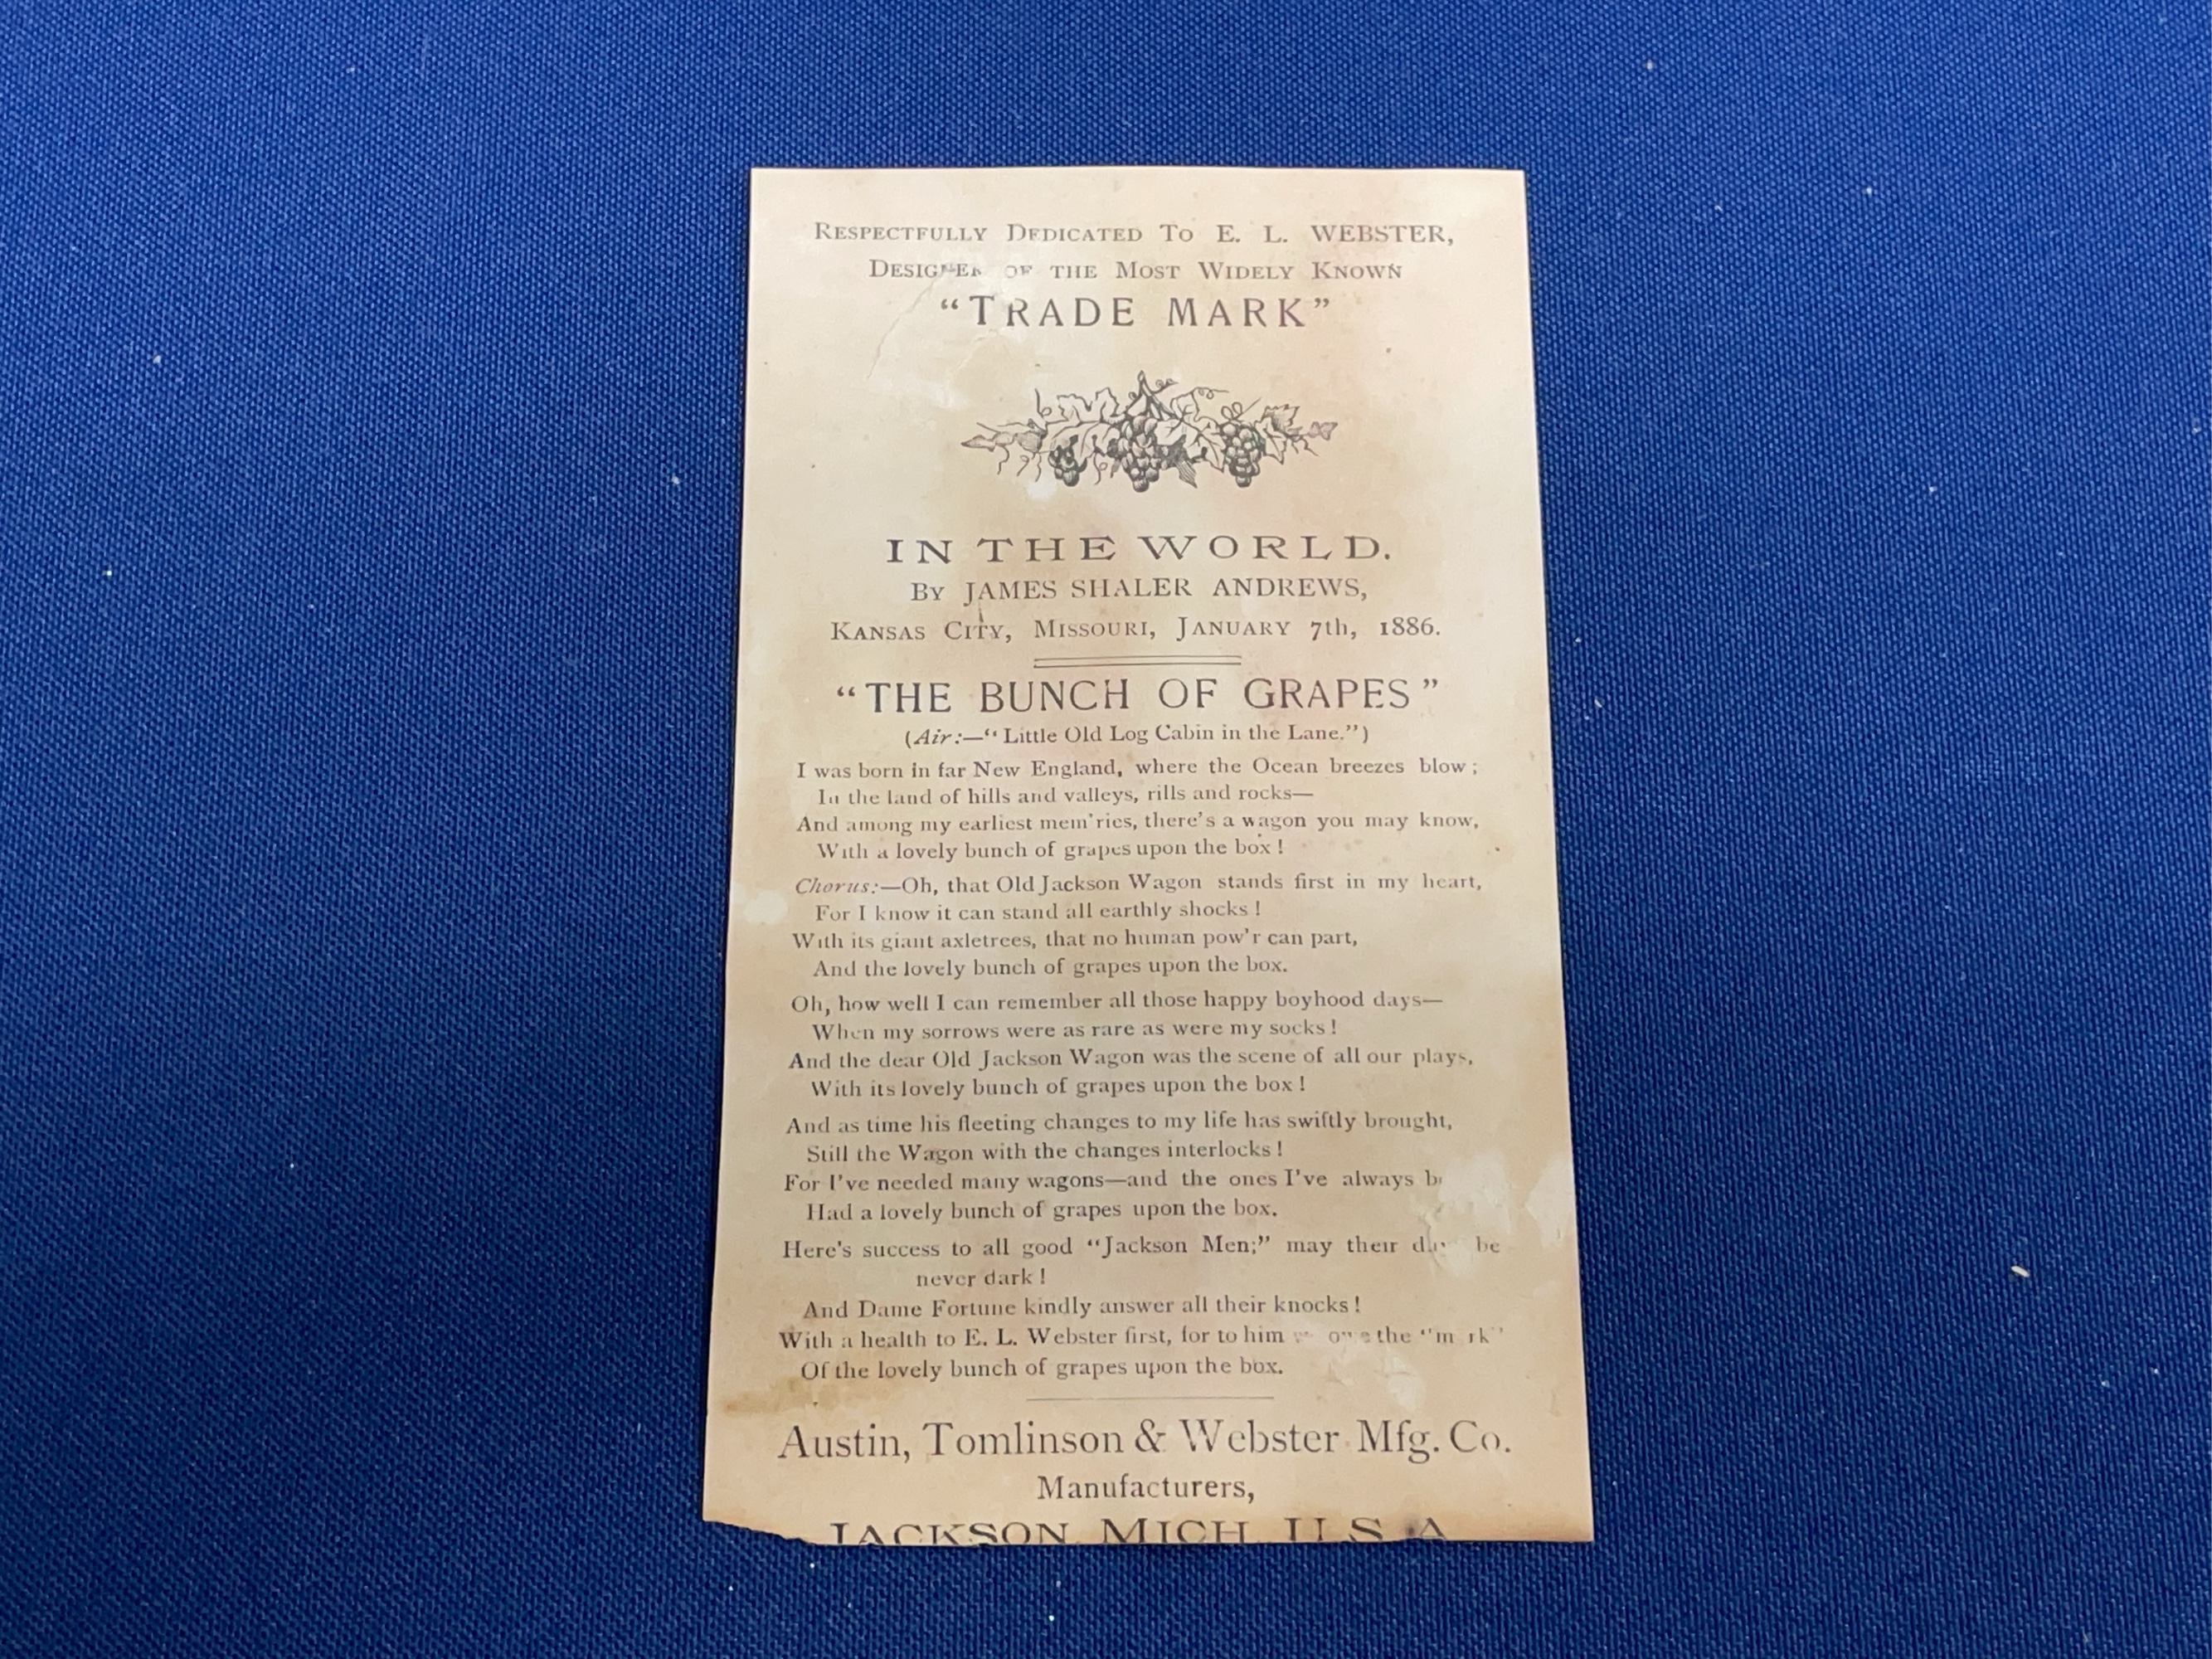 RESPECTFULLY DEDICATED TO E. L. WEBSTER,
DESIGNER OF THE MOST WIDELY KNOWN
"TRADE MARK"
IN THE WORLD.
BY JAMES SHALER ANDREWS,
KANSAS CITY, MISSOURI, JANUARY 7th, 1886.
"THE BUNCH OF GRAPES"
(Air:—"Little Old Log Cabin in the Lane.")
I was born in far New England, where the Ocean breezes blow;
In the land of hills and valleys, rills and rocks—
And among my earliest mem'ries, there's a wagon you may know,
With a lovely bunch of grapes upon the box!
Chorus:—Oh, that Old Jackson Wagon stands first in my heart,
For I know it can stand all earthly shocks!
With its giant axletrees, that no human pow'r can part,
And the lovely bunch of grapes upon the box.
Oh, how well I can remember all those happy boyhood days—
When my sorrows were as rare as were my socks!
And the dear Old Jackson Wagon was the scene of all our plays,
With its lovely bunch of grapes upon the box!
And as time his fleeting changes to my life has swiftly brought,
Still the Wagon with the changes interlocks!
For I've needed many wagons—and the ones I've always
Had a lovely bunch of grapes upon the box.
Here's success to all good "Jackson Men;" may their be
never dark!
And Dame Fortune kindly answer all their knocks!
With a health to E. L. Webster first, for to him owe the "mark"
Of the lovely bunch of grapes upon the box.
Austin, Tomlinson & Webster Mfg. Co.
Manufacturers,
JACKSON, MICH. U.S.A.